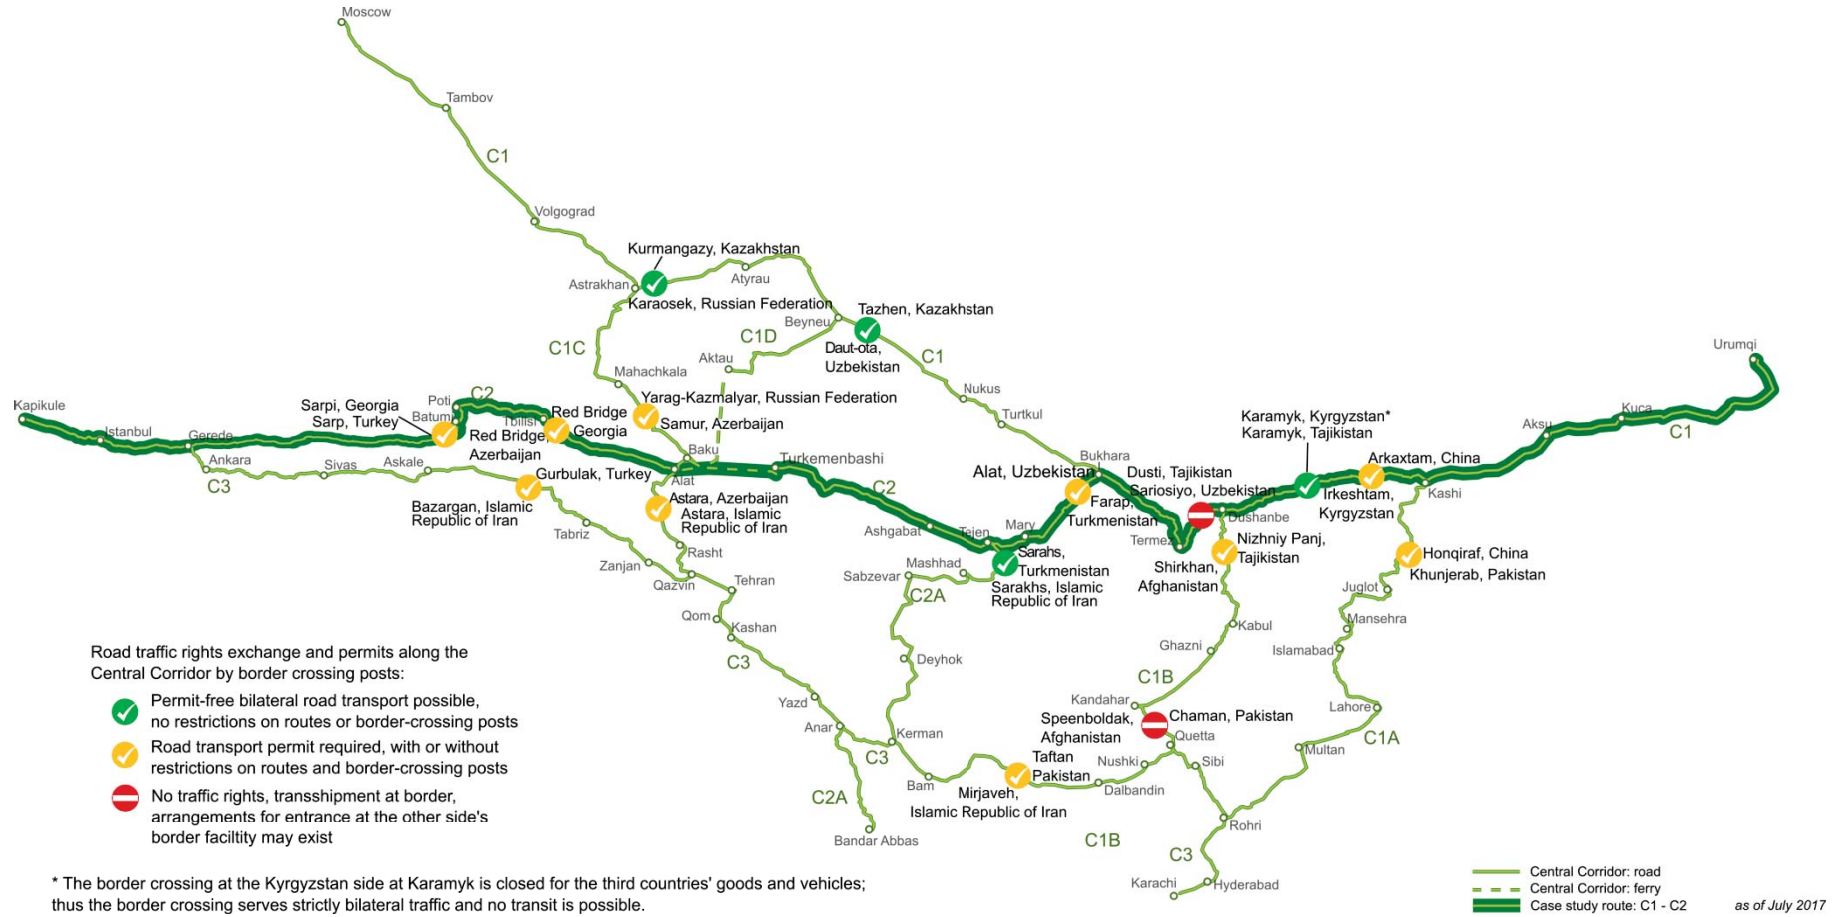 Moscow
Tambov
C1
Volgograd
Kurmangazy, Kazakhstan
Astrakhan
Atyrau
Karaosek, Russian Federation
Tazhen, Kazakhstan
Beyneu
C1D
Daut-ota,
Uzbekistan
C1C
C1
Aktau
Urumqi
Mahachkala
Nukus
Yarag-Kazmalyar, Russian Federation
Turtkul
Samur, Azerbaijan
Kapikule
Istanbul
Gerede
Sarpi, Georgia
Sarp, Turkey
Poti
Batumi
C2
Tbilisi
Red Bridge
Georgia
Red Bridge,
Azerbaijan
Karamyk, Kyrgyzstan*
Karamyk, Tajikistan
Kuca
Aksu
C1
Ankara
C3
Sivas
Askale
Gurbulak, Turkey
Bazargan, Islamic
Republic of Iran
Baku
Alat
Turkemenbashi
C2
Bukhara
Alat, Uzbekistan
Farap,
Turkmenistan
Dusti, Tajikistan
Sariosiyo, Uzbekistan
Dushanbe
Arkaxtam, China
Irkeshtam,
Kyrgyzstan
Kashi
Astara, Azerbaijan
Astara, Islamic
Republic of Iran
Ashgabat
Tejen
Mary
Termez
Nizhniy Panj,
Tajikistan
Shirkhan,
Afghanistan
Honqiraf, China
Khunjerab, Pakistan
Tabriz
Rasht
Zanjan
Qazvin
Tehran
Sabzevar
Mashhad
C2A
Sarahs,
Turkmenistan
Sarakhs, Islamic
Republic of Iran
Juglot
Mansehra
Islamabad
Qom
Kashan
C3
Kabul
Ghazni
C1B
Deyhok
Yazd
Anar
Kerman
C3
Kandahar
Speenboldak,
Afghanistan
Chaman, Pakistan
Quetta
Lahore
C1A
Multan
Bam
Taftan
Pakistan
Mirjaveh,
Islamic Republic of Iran
Nushki
Sibi
Dalbandin
C2A
Bandar Abbas
C1B
Rohri
C3
Karachi
Hyderabad
Road traffic rights exchange and permits along the
Central Corridor by border crossing posts:
Permit-free bilateral road transport possible,
no restrictions on routes or border-crossing posts
Road transport permit required, with or without
restrictions on routes and border-crossing posts
No traffic rights, transshipment at border,
arrangements for entrance at the other side's
border faciltity may exist
* The border crossing at the Kyrgyzstan side at Karamyk is closed for the third countries' goods and vehicles;
thus the border crossing serves strictly bilateral traffic and no transit is possible.
Central Corridor: road
Central Corridor: ferry
Case study route: C1 - C2
as of July 2017